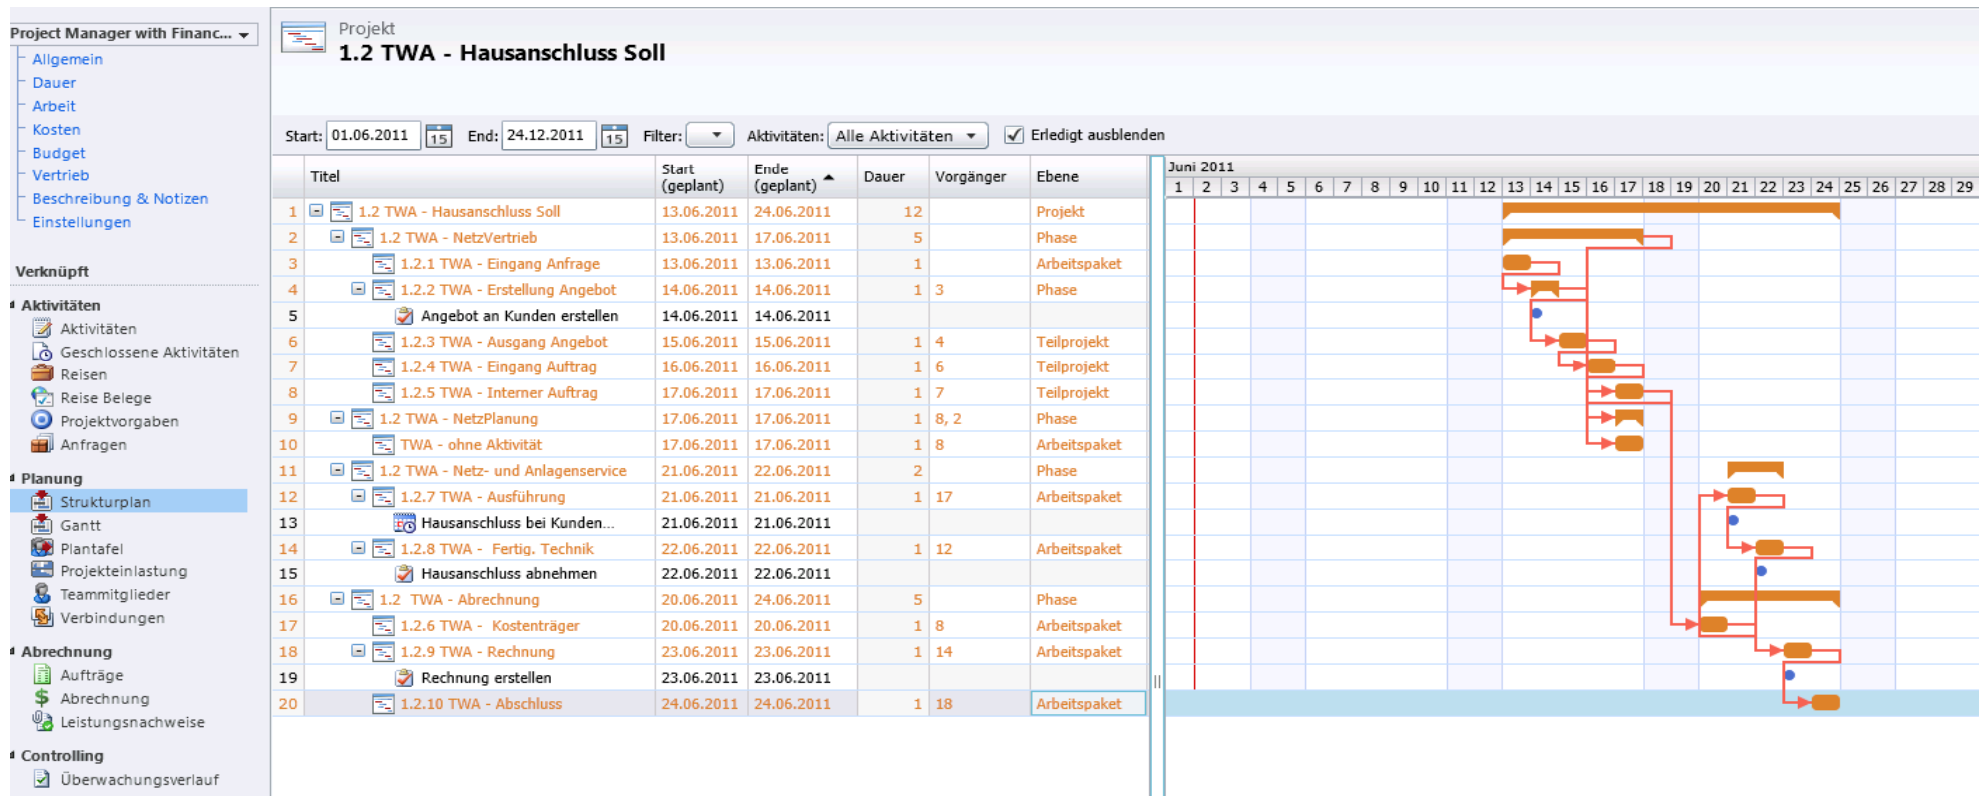 Project Manager with Financ...
Allgemein
Dauer
Arbeit
Kosten
Budget
Vertrieb
Beschreibung & Notizen
Einstellungen
Verknüpft
Aktivitäten
Aktivitäten
Geschlossene Aktivitäten
Reisen
Reise Belege
Projektvorgaben
Anfragen
Planung
Strukturplan
Gantt
Plantafel
Projekteinlastung
Teammitglieder
Verbindungen
Abrechnung
Aufträge
Abrechnung
Leistungsnachweise
Controlling
Überwachungsverlauf
Projekt
1.2 TWA - Hausanschluss Soll
Start: 01.06.2011 15 End: 24.12.2011 15 Filter: Aktivitäten: Alle Aktivitäten Erledigt ausblenden
Titel Start (geplant) Ende (geplant) Dauer Vorgänger Ebene
Juni 2011
1 2 3 4 5 6 7 8 9 10 11 12 13 14 15 16 17 18 19 20 21 22 23 24 25 26 27 28 29
1 1.2 TWA - Hausanschluss Soll 13.06.2011 24.06.2011 12 Projekt
2 1.2 TWA - NetzVertrieb 13.06.2011 17.06.2011 5 Phase
3 1.2.1 TWA - Eingang Anfrage 13.06.2011 13.06.2011 1 Arbeitspaket
4 1.2.2 TWA - Erstellung Angebot 14.06.2011 14.06.2011 1 3 Phase
5 Angebot an Kunden erstellen 14.06.2011 14.06.2011
6 1.2.3 TWA - Ausgang Angebot 15.06.2011 15.06.2011 1 4 Teilprojekt
7 1.2.4 TWA - Eingang Auftrag 16.06.2011 16.06.2011 1 6 Teilprojekt
8 1.2.5 TWA - Interner Auftrag 17.06.2011 17.06.2011 1 7 Teilprojekt
9 1.2 TWA - NetzPlanung 17.06.2011 17.06.2011 1 8, 2 Phase
10 TWA - ohne Aktivität 17.06.2011 17.06.2011 1 8 Arbeitspaket
11 1.2 TWA - Netz- und Anlagenservice 21.06.2011 22.06.2011 2 Phase
12 1.2.7 TWA - Ausführung 21.06.2011 21.06.2011 1 17 Arbeitspaket
13 Hausanschluss bei Kunden... 21.06.2011 21.06.2011
14 1.2.8 TWA - Fertig. Technik 22.06.2011 22.06.2011 1 12 Arbeitspaket
15 Hausanschluss abnehmen 22.06.2011 22.06.2011
16 1.2 TWA - Abrechnung 20.06.2011 24.06.2011 5 Phase
17 1.2.6 TWA - Kostenträger 20.06.2011 20.06.2011 1 8 Arbeitspaket
18 1.2.9 TWA - Rechnung 23.06.2011 23.06.2011 1 14 Arbeitspaket
19 Rechnung erstellen 23.06.2011 23.06.2011
20 1.2.10 TWA - Abschluss 24.06.2011 24.06.2011 1 18 Arbeitspaket